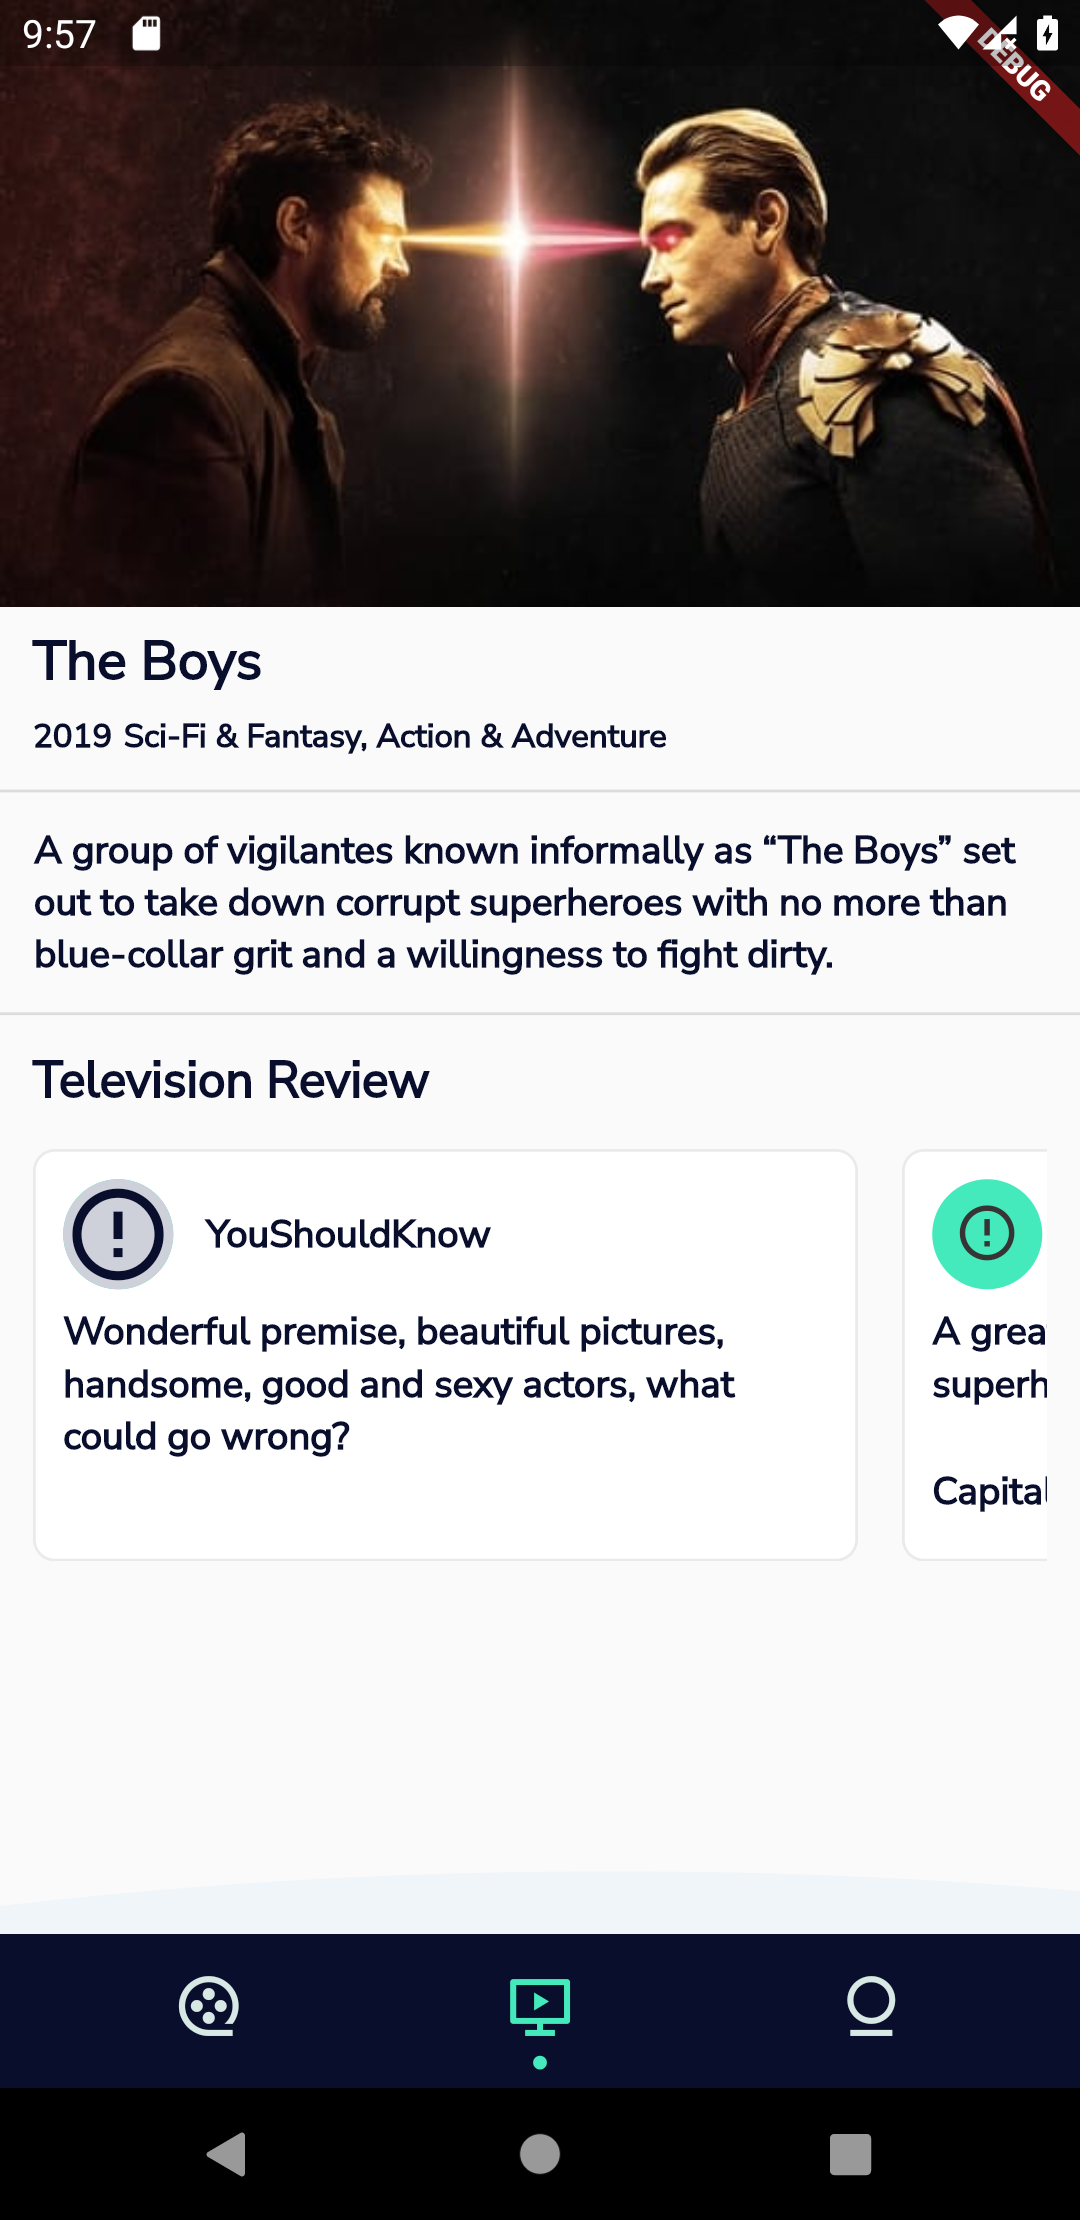 9:57
DEBUG
The Boys
2019 Sci-Fi & Fantasy, Action & Adventure
A group of vigilantes known informally as “The Boys” set
out to take down corrupt superheroes with no more than
blue-collar grit and a willingness to fight dirty.
Television Review
YouShouldKnow
Wonderful premise, beautiful pictures,
handsome, good and sexy actors, what
could go wrong?
A grea
superh
Capital